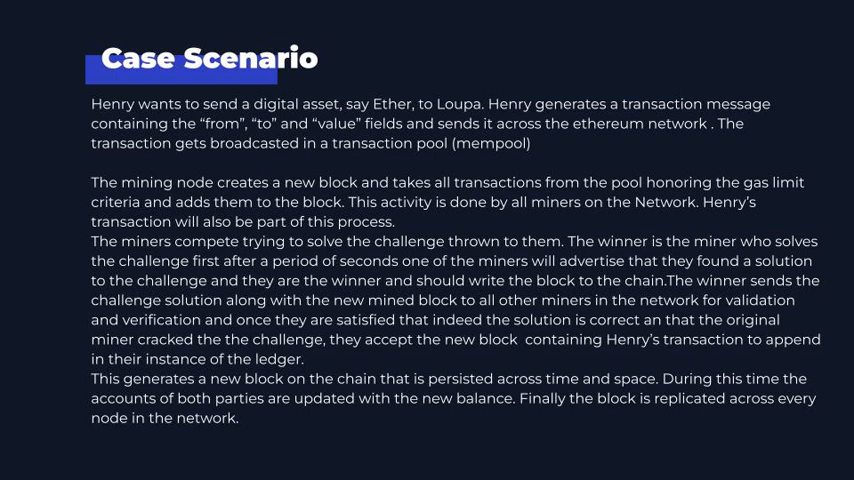 Case Scenario
Henry wants to send a digital asset, say Ether, to Loupa. Henry generates a transaction message
containing the “from”, “to” and “value” fields and sends it across the ethereum network . The
transaction gets broadcasted in a transaction pool (mempool)
The mining node creates a new block and takes all transactions from the pool honoring the gas limit
criteria and adds them to the block. This activity is done by all miners on the Network. Henry’s
transaction will also be part of this process.
The miners compete trying to solve the challenge thrown to them. The winner is the miner who solves
the challenge first after a period of seconds one of the miners will advertise that they found a solution
to the challenge and they are the winner and should write the block to the chain.The winner sends the
challenge solution along with the new mined block to all other miners in the network for validation
and verification and once they are satisfied that indeed the solution is correct an that the original
miner cracked the the challenge, they accept the new block  containing Henry’s transaction to append
in their instance of the ledger.
This generates a new block on the chain that is persisted across time and space. During this time the
accounts of both parties are updated with the new balance. Finally the block is replicated across every
node in the network.